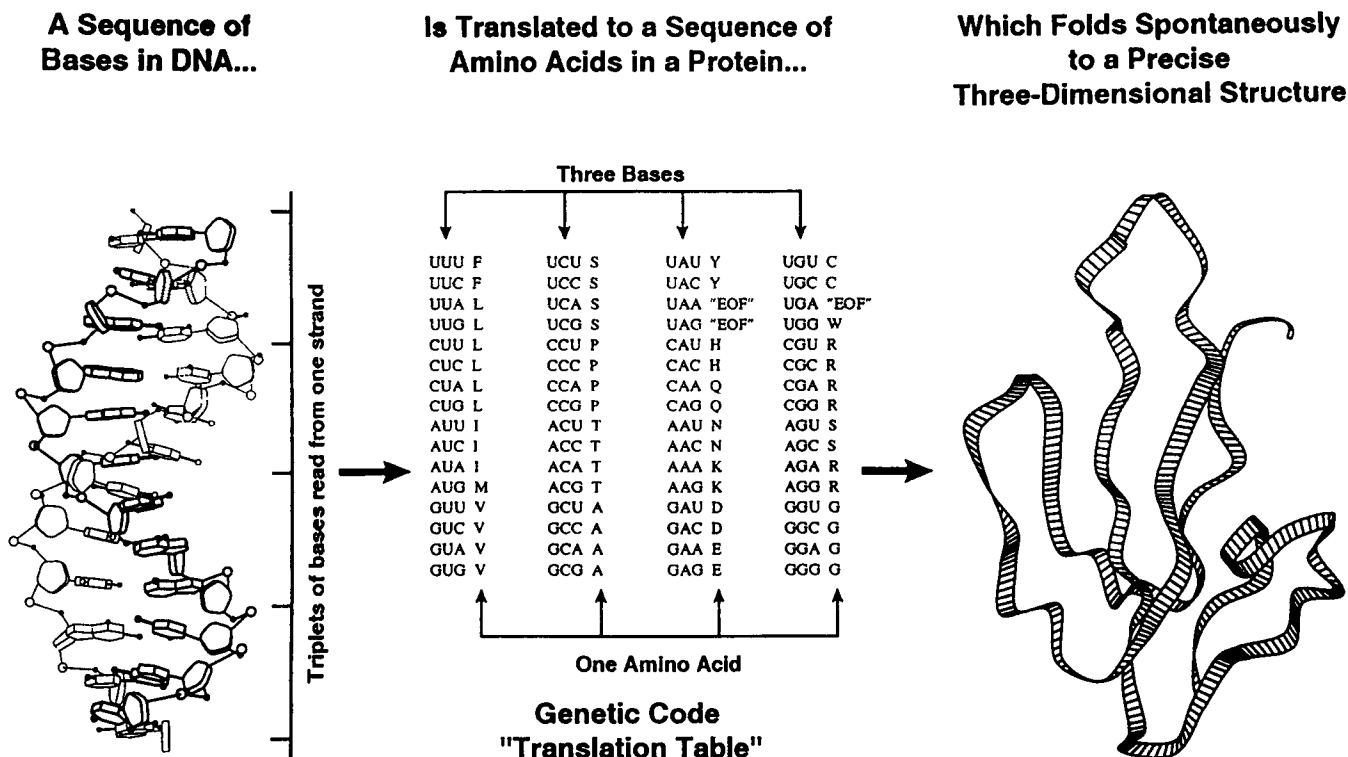 A Sequence of
Bases in DNA...
Is Translated to a Sequence of
Amino Acids in a Protein...
Which Folds Spontaneously
to a Precise
Three-Dimensional Structure
Triplets of bases read from one strand
Three Bases
UUU F UCU S UAU Y UGU C
UUC F UCC S UAC Y UGC C
UUA L UCA S UAA "EOF" UGA "EOF"
UUG L UCG S UAG "EOF" UGG W
CUU L CCU P CAU H CGU R
CUC L CCC P CAC H CGC R
CUA L CCA P CAA Q CGA R
CUG L CCG P CAG Q CGG R
AUU I ACU T AAU N AGU S
AUC I ACC T AAC N AGC S
AUA I ACA T AAA K AGA R
AUG M ACG T AAG K AGG R
GUU V GCU A GAU D GGU G
GUC V GCC A GAC D GGC G
GUA V GCA A GAA E GGA G
GUG V GCG A GAG E GGG G
One Amino Acid
Genetic Code
"Translation Table"